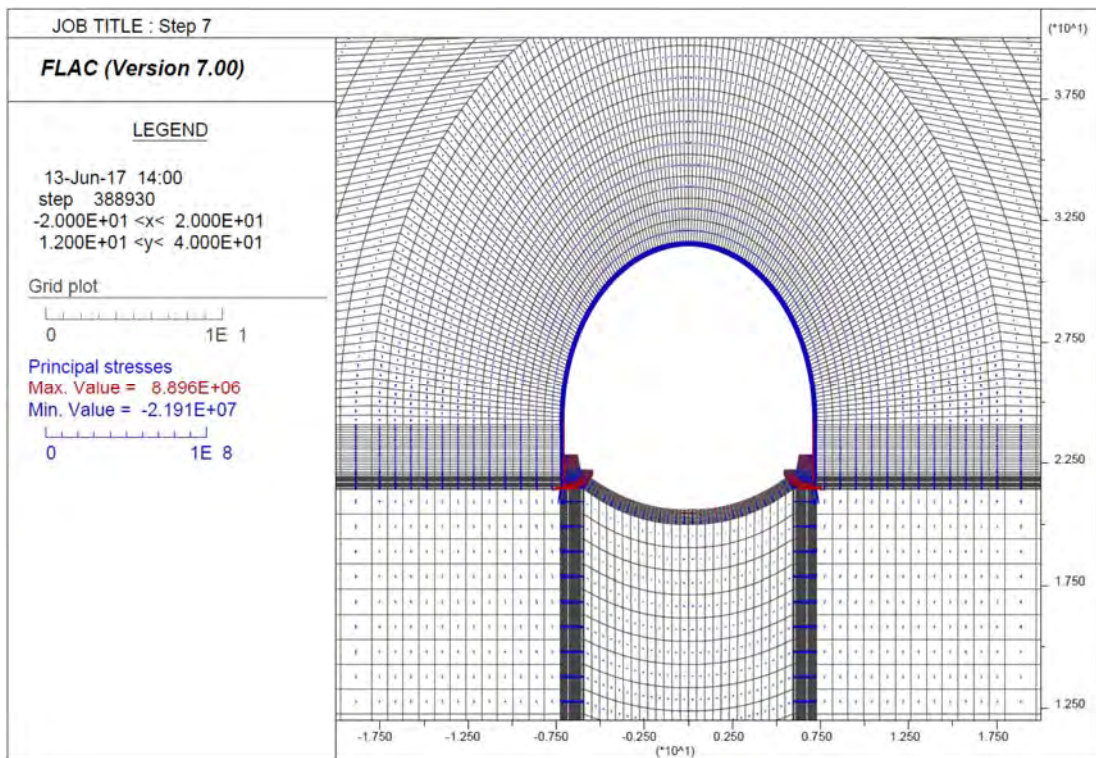 JOB TITLE : Step 7
(*10^1)
FLAC (Version 7.00)
LEGEND
13-Jun-17 14:00
step 388930
-2.000E+01 <x< 2.000E+01
1.200E+01 <y< 4.000E+01
Grid plot
0 1E 1
Principal stresses
Max. Value = 8.896E+06
Min. Value = -2.191E+07
0 1E 8
3.750
3.250
2.750
2.250
1.750
1.250
-1.750 -1.250 -0.750 -0.250 0.250 0.750 1.250 1.750
(*10^1)